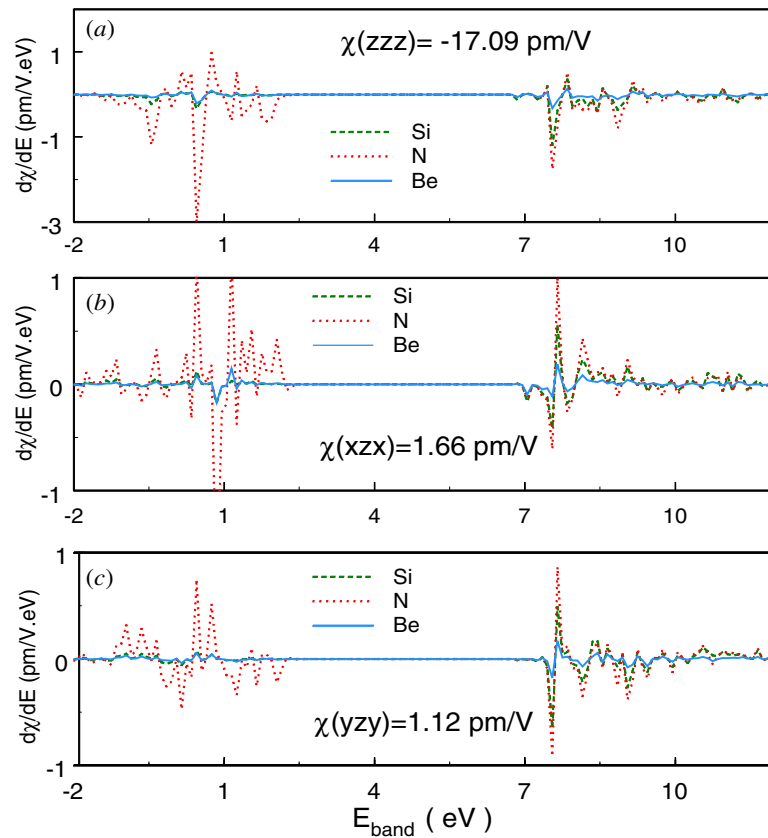 (a)
χ(zzz)= -17.09 pm/V
dχ/dE (pm/V.eV)
1
-1
-3
Si
N
Be
-2 1 4 7 10
(b)
dχ/dE (pm/V.eV)
1
0
-1
Si
N
Be
χ(xzx)=1.66 pm/V
-2 1 4 7 10
(c)
dχ/dE (pm/V.eV)
1
0
-1
Si
N
Be
χ(yzy)=1.12 pm/V
-2 1 4 7 10
E_band ( eV )